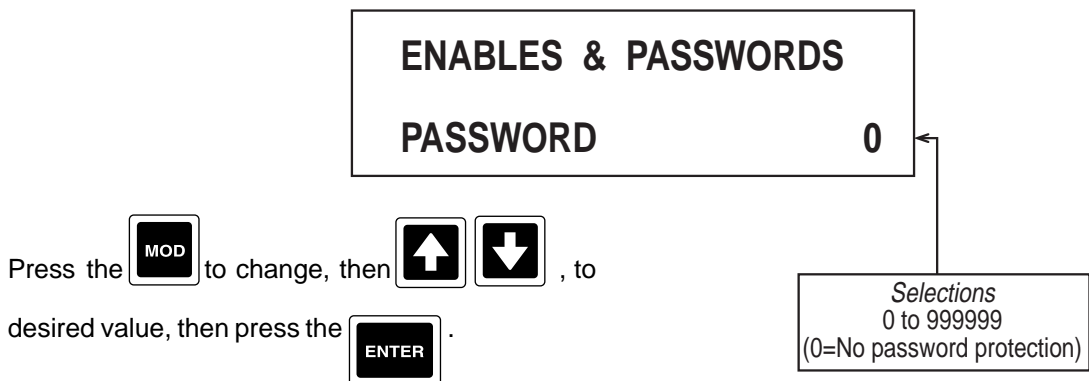 ENABLES & PASSWORDS
PASSWORD 0
Press the MOD to change, then , to
desired value, then press the ENTER .
Selections
0 to 999999
(0=No password protection)